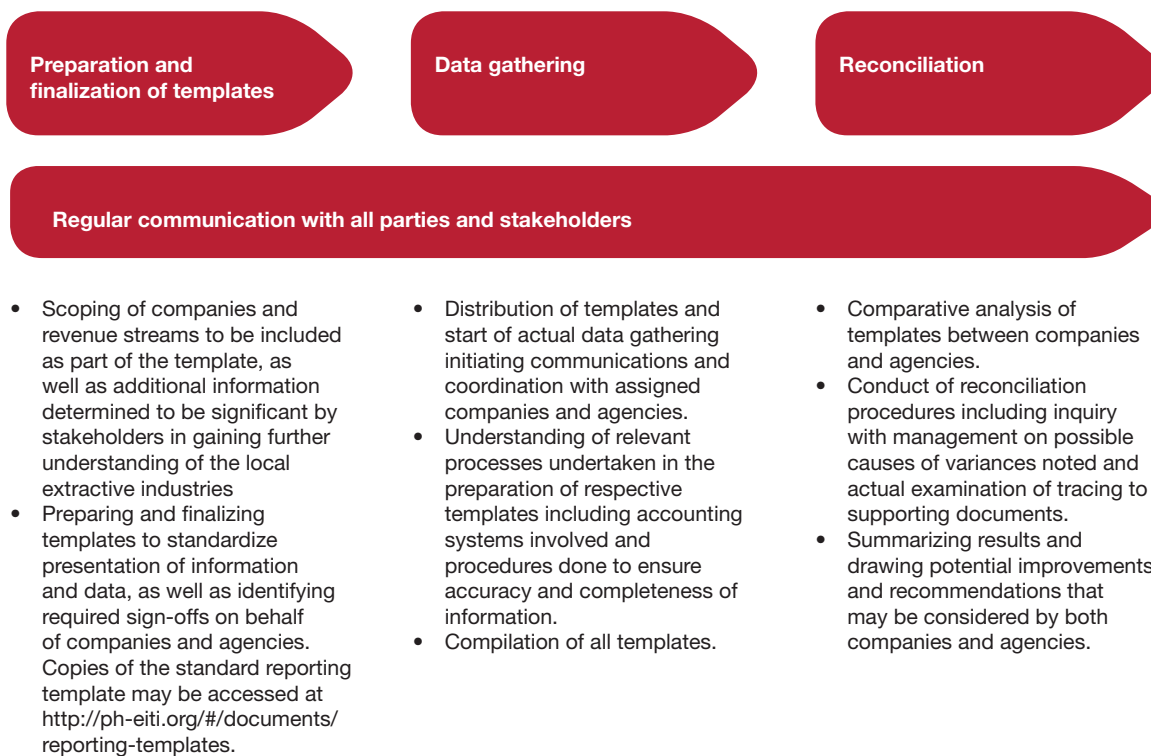 Preparation and
finalization of templates
Data gathering
Reconciliation
Regular communication with all parties and stakeholders
• Scoping of companies and
revenue streams to be included
as part of the template, as
well as additional information
determined to be significant by
stakeholders in gaining further
understanding of the local
extractive industries
• Preparing and finalizing
templates to standardize
presentation of information
and data, as well as identifying
required sign-offs on behalf
of companies and agencies.
Copies of the standard reporting
template may be accessed at
http://ph-eiti.org/#/documents/
reporting-templates.
• Distribution of templates and
start of actual data gathering
initiating communications and
coordination with assigned
companies and agencies.
• Understanding of relevant
processes undertaken in the
preparation of respective
templates including accounting
systems involved and
procedures done to ensure
accuracy and completeness of
information.
• Compilation of all templates.
• Comparative analysis of
templates between companies
and agencies.
• Conduct of reconciliation
procedures including inquiry
with management on possible
causes of variances noted and
actual examination of tracing to
supporting documents.
• Summarizing results and
drawing potential improvements
and recommendations that
may be considered by both
companies and agencies.